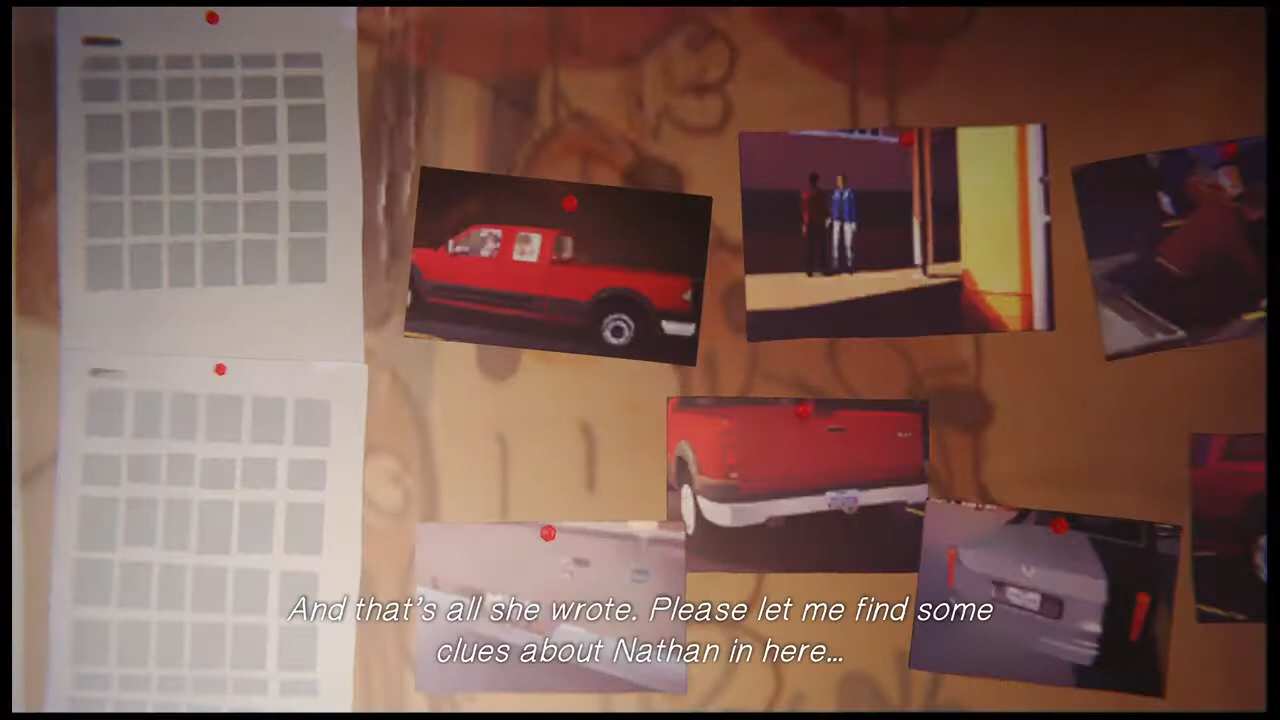 And that's all she wrote. Please let me find some
clues about Nathan in here...